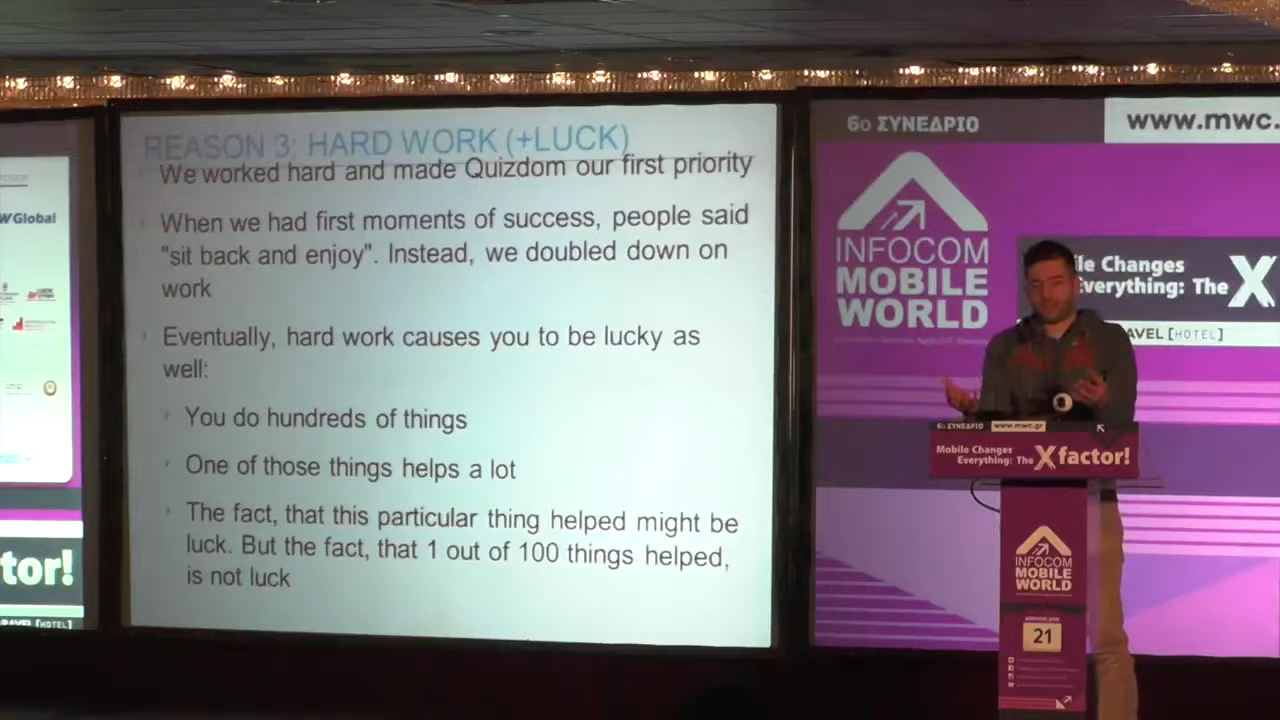 W Global
tor!
RAVEL [HOTEL]
REASON 3: HARD WORK (+LUCK)
We worked hard and made Quizdom our first priority
When we had first moments of success, people said
"sit back and enjoy". Instead, we doubled down on
work
Eventually, hard work causes you to be lucky as
well:
You do hundreds of things
One of those things helps a lot
The fact, that this particular thing helped might be
luck. But the fact, that 1 out of 100 things helped,
is not luck
6ο ΣΥΝΕΔΡΙΟ
www.mwc.
INFOCOM
MOBILE
WORLD
ile Changes
Everything: The X
AVEL [HOTEL]
6ο ΣΥΝΕΔΡΙΟ www.mwc.gr
Mobile Changes
Everything: The X factor!
INFOCOM
MOBILE
WORLD
21